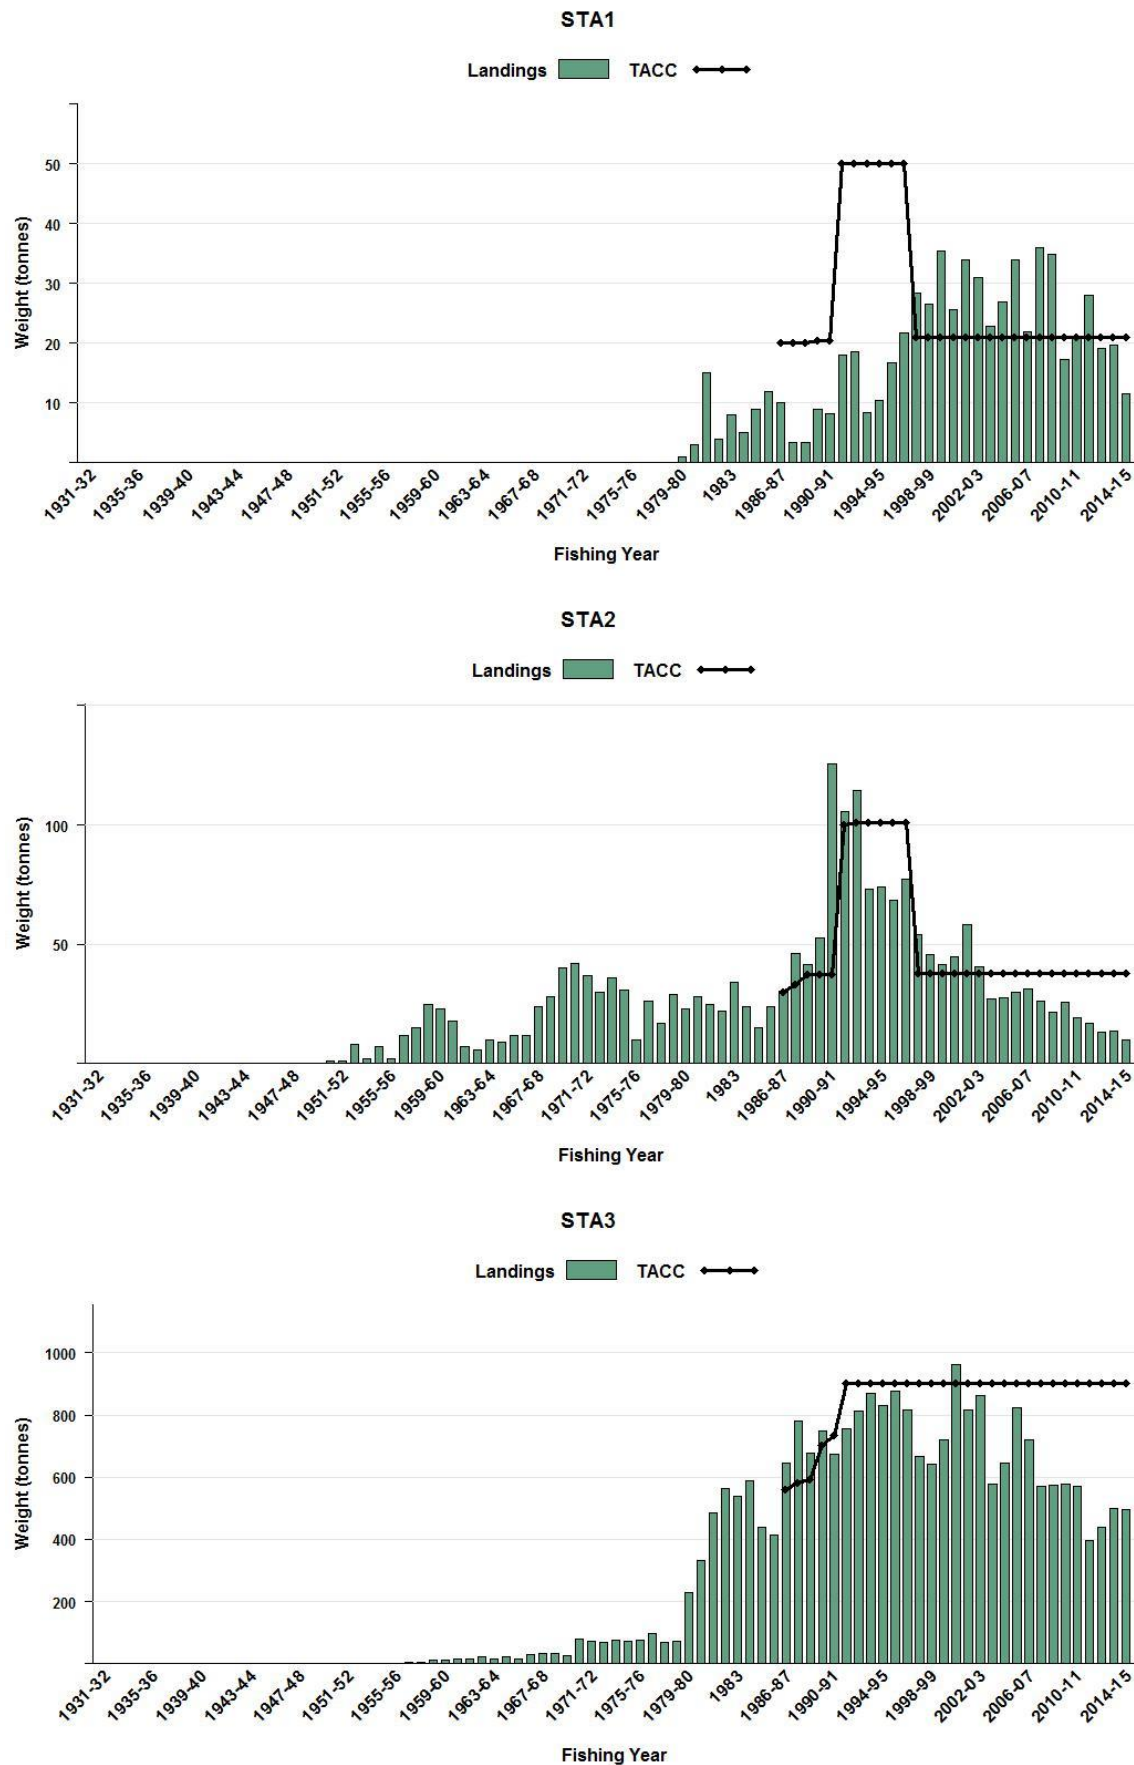 STA1
Landings TACC
Weight (tonnes)
50
40
30
20
10
1931-32 1935-36 1939-40 1943-44 1947-48 1951-52 1955-56 1959-60 1963-64 1967-68 1971-72 1975-76 1979-80 1983 1986-87 1990-91 1994-95 1998-99 2002-03 2006-07 2010-11 2014-15
Fishing Year
STA2
Landings TACC
Weight (tonnes)
100
50
1931-32 1935-36 1939-40 1943-44 1947-48 1951-52 1955-56 1959-60 1963-64 1967-68 1971-72 1975-76 1979-80 1983 1986-87 1990-91 1994-95 1998-99 2002-03 2006-07 2010-11 2014-15
Fishing Year
STA3
Landings TACC
Weight (tonnes)
1000
800
600
400
200
1931-32 1935-36 1939-40 1943-44 1947-48 1951-52 1955-56 1959-60 1963-64 1967-68 1971-72 1975-76 1979-80 1983 1986-87 1990-91 1994-95 1998-99 2002-03 2006-07 2010-11 2014-15
Fishing Year